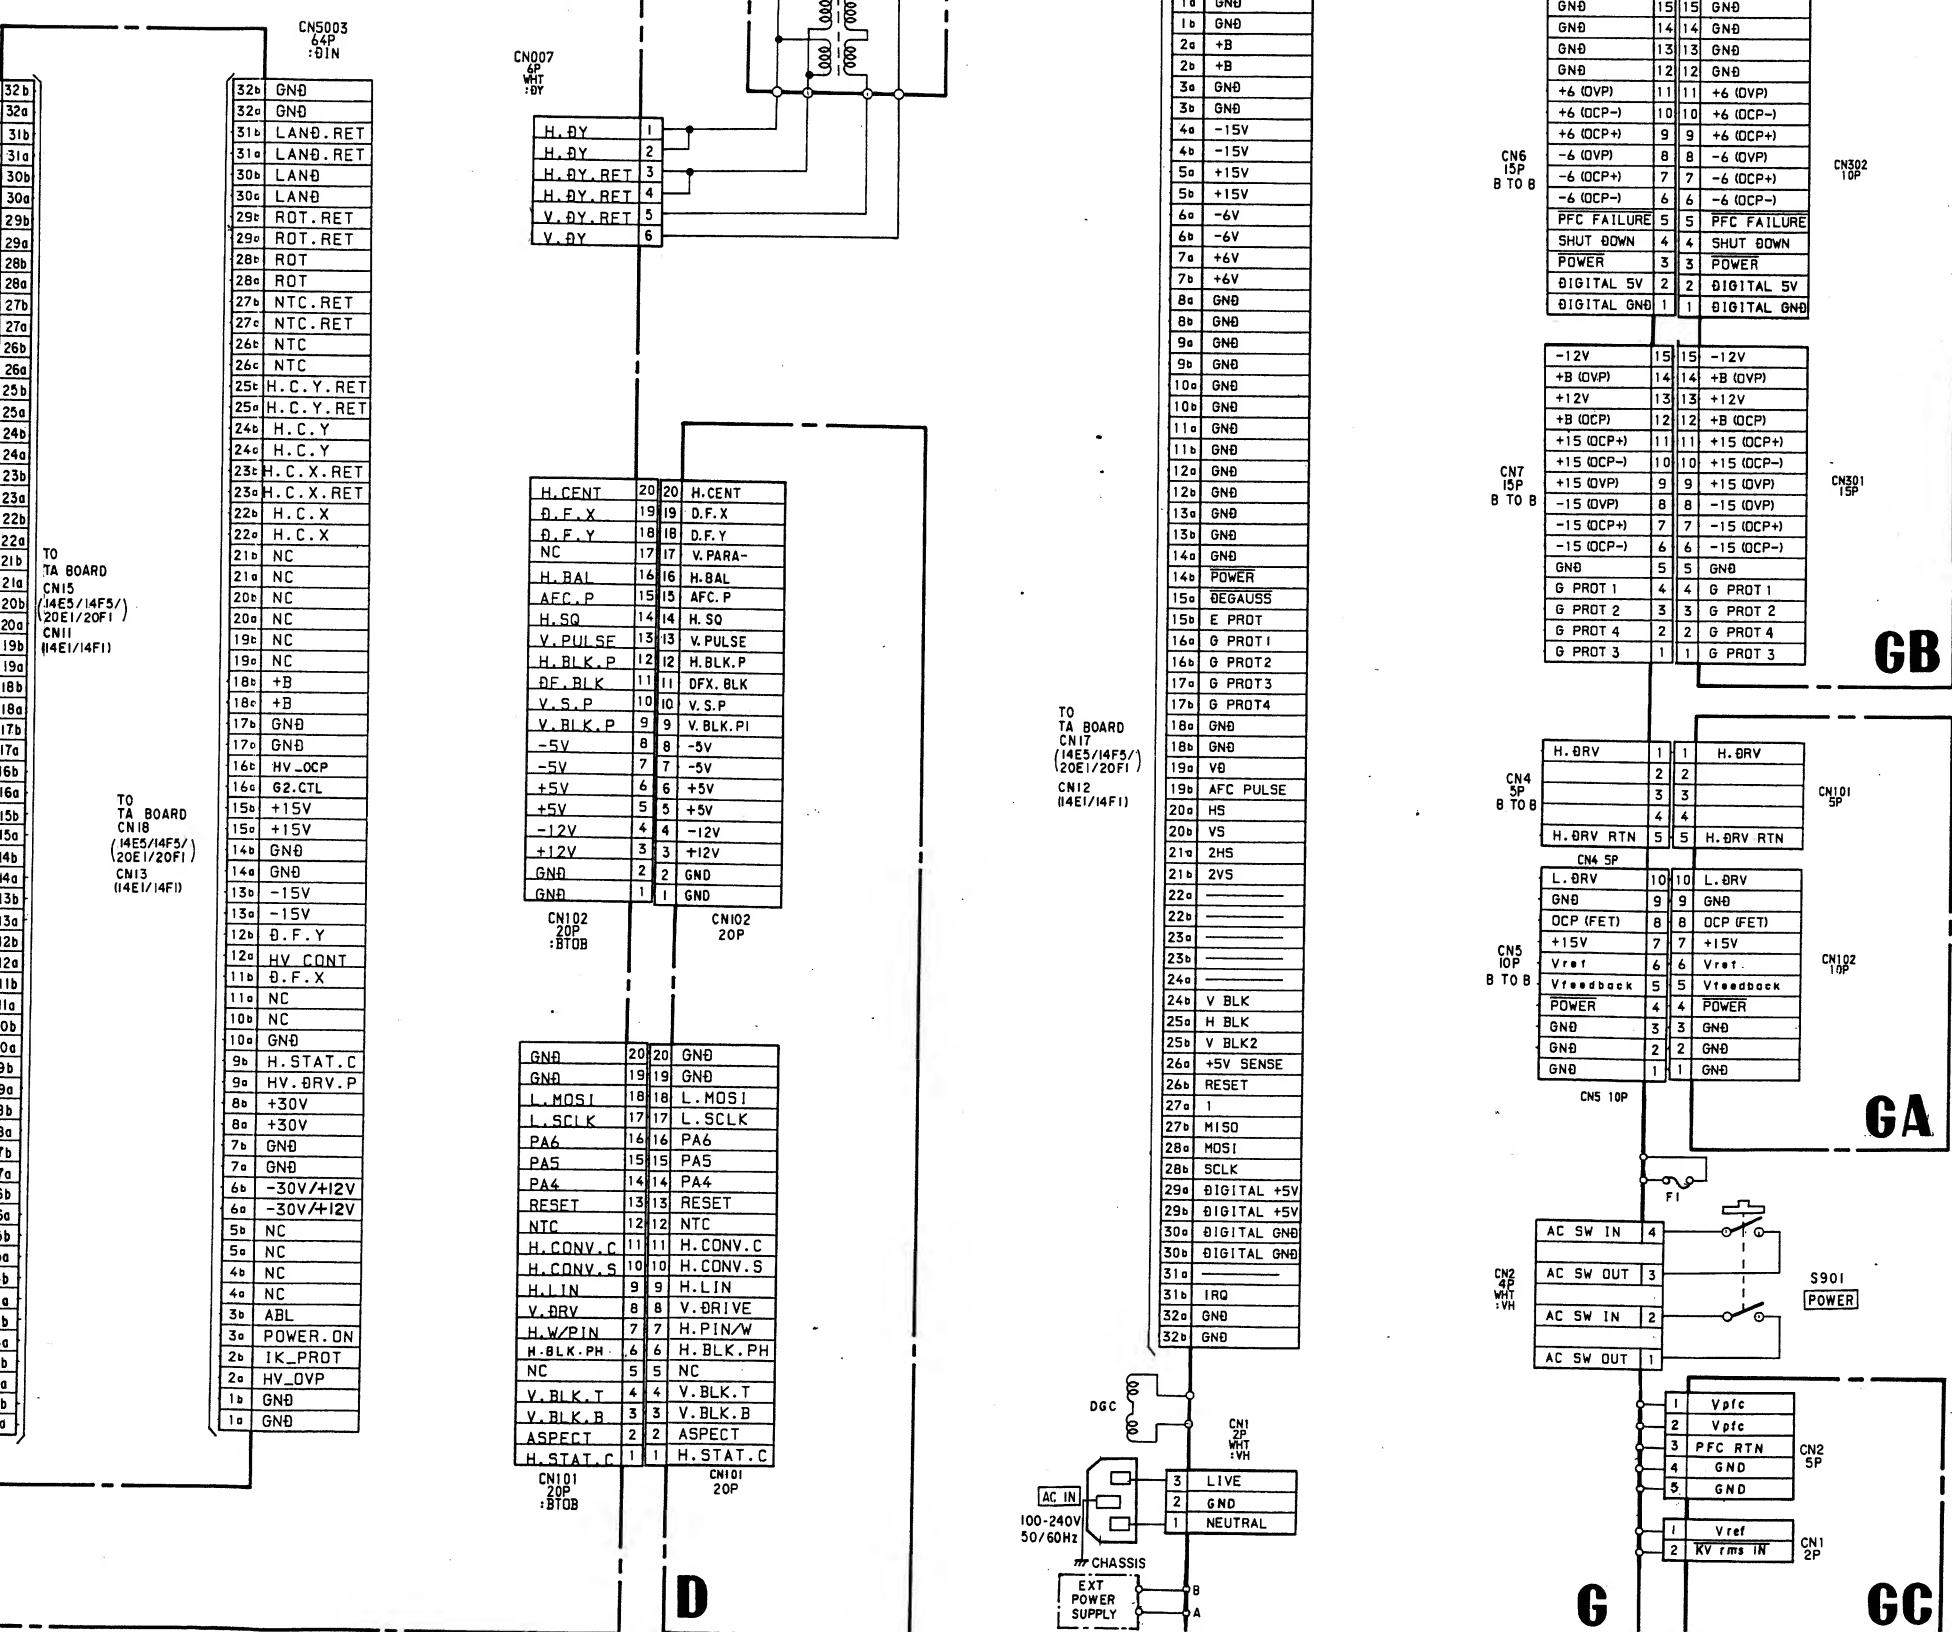 32b
32a
31b
31a
30b
30a
29b
29a
28b
28a
27b
27a
26b
26a
25b
25a
24b
24a
23b
23a
22b
22a
21b
21a
20b
20a
19b
19a
18b
18a
17b
17a
TO
TA BOARD
CN15
(14E5/14F5/
20E1/20F1)
CN11
(14E1/14F1)
CN5003
64P
:DIN
32b GND
32a GND
31b LAND.RET
31a LAND.RET
30b LAND
30a LAND
29b ROT.RET
29a ROT.RET
28b ROT
28a ROT
27b NTC.RET
27a NTC.RET
26b NTC
26a NTC
25b H.C.Y.RET
25a H.C.Y.RET
24b H.C.Y
24a H.C.Y
23b H.C.X.RET
23a H.C.X.RET
22b H.C.X
22a H.C.X
21b NC
21a NC
20b NC
20a NC
19b NC
19a NC
18b +B
18a +B
17b GND
17a GND
16b HV_OCP
16a G2.CTL
15b +15V
15a +15V
14b GND
14a GND
13b -15V
13a -15V
12b D.F.Y
12a HV CONT
11b D.F.X
11a NC
10b NC
10a GND
9b H.STAT.C
9a HV.DRV.P
8b +30V
8a +30V
7b GND
7a GND
6b -30V/+12V
6a -30V/+12V
5b NC
5a NC
4b NC
4a NC
3b ABL
3a POWER.ON
2b IK_PROT
2a HV_OVP
1b GND
1a GND
TO
TA BOARD
CN18
(14E5/14F5/
20E1/20F1)
CN13
(14E1/14F1)
CN007
6P
WHT
:DY
H.DY 1
H.DY 2
H.DY.RET 3
H.DY.RET 4
V.DY.RET 5
V.DY 6
H.CENT 20 20 H.CENT
D.F.X 19 19 D.F.X
D.F.Y 18 18 D.F.Y
NC 17 17 V.PARA-
H.BAL 16 16 H.BAL
AFC.P 15 15 AFC.P
H.SQ 14 14 H.SQ
V.PULSE 13 13 V.PULSE
H.BLK.P 12 12 H.BLK.P
DF.BLK 11 11 DFX.BLK
V.S.P 10 10 V.S.P
V.BLK.P 9 9 V.BLK.P1
-5V 8 8 -5V
-5V 7 7 -5V
+5V 6 6 +5V
+5V 5 5 +5V
-12V 4 4 -12V
+12V 3 3 +12V
GND 2 2 GND
GND 1 1 GND
CN102
20P
:BTOB
CN102
20P
GND 20 20 GND
GND 19 19 GND
L.MOSI 18 18 L.MOSI
L.SCLK 17 17 L.SCLK
PA6 16 16 PA6
PA5 15 15 PA5
PA4 14 14 PA4
RESET 13 13 RESET
NTC 12 12 NTC
H.CONV.C 11 11 H.CONV.C
H.CONV.S 10 10 H.CONV.S
H.LIN 9 9 H.LIN
V.DRV 8 8 V.DRIVE
H.W/PIN 7 7 H.PIN/W
H.BLK.PH 6 6 H.BLK.PH
NC 5 5 NC
V.BLK.T 4 4 V.BLK.T
V.BLK.B 3 3 V.BLK.B
ASPECT 2 2 ASPECT
H.STAT.C 1 1 H.STAT.C
CN101
20P
:BTOB
CN101
20P
D
1a GND
1b GND
2a +B
2b +B
3a GND
3b GND
4a -15V
4b -15V
5a +15V
5b +15V
6a -6V
6b -6V
7a +6V
7b +6V
8a GND
8b GND
9a GND
9b GND
10a GND
10b GND
11a GND
11b GND
12a GND
12b GND
13a GND
13b GND
14a GND
14b POWER
15a DEGAUSS
15b E PROT
16a G PROT1
16b G PROT2
17a G PROT3
17b G PROT4
18a GND
18b GND
19a VD
19b AFC PULSE
20a HS
20b VS
21a 2HS
21b 2VS
22a
22b
23a
23b
24a
24b V BLK
25a H BLK
25b V BLK2
26a +5V SENSE
26b RESET
27a 1
27b MISO
28a MOSI
28b SCLK
29a DIGITAL +5V
29b DIGITAL +5V
30a DIGITAL GND
30b DIGITAL GND
31a
31b IRQ
32a GND
32b GND
TO
TA BOARD
CN17
(14E5/14F5/
20E1/20F1)
CN12
(14E1/14F1)
DGC
CN1
2P
WHT
:VH
3 LIVE
2 GND
1 NEUTRAL
AC IN
100-240V
50/60Hz
CHASSIS
EXT
POWER
SUPPLY
B
A
GND 15 15 GND
GND 14 14 GND
GND 13 13 GND
GND 12 12 GND
+6 (OVP) 11 11 +6 (OVP)
+6 (OCP-) 10 10 +6 (OCP-)
+6 (OCP+) 9 9 +6 (OCP+)
-6 (OVP) 8 8 -6 (OVP)
-6 (OCP+) 7 7 -6 (OCP+)
-6 (OCP-) 6 6 -6 (OCP-)
PFC FAILURE 5 5 PFC FAILURE
SHUT DOWN 4 4 SHUT DOWN
POWER 3 3 POWER
DIGITAL 5V 2 2 DIGITAL 5V
DIGITAL GND 1 1 DIGITAL GND
CN6
15P
B TO B
CN302
10P
-12V 15 15 -12V
+B (OVP) 14 14 +B (OVP)
+12V 13 13 +12V
+B (OCP) 12 12 +B (OCP)
+15 (OCP+) 11 11 +15 (OCP+)
+15 (OCP-) 10 10 +15 (OCP-)
+15 (OVP) 9 9 +15 (OVP)
-15 (OVP) 8 8 -15 (OVP)
-15 (OCP+) 7 7 -15 (OCP+)
-15 (OCP-) 6 6 -15 (OCP-)
GND 5 5 GND
G PROT 1 4 4 G PROT 1
G PROT 2 3 3 G PROT 2
G PROT 4 2 2 G PROT 4
G PROT 3 1 1 G PROT 3
CN7
15P
B TO B
CN301
15P
GB
H.DRV 1 1 H.DRV
2 2
3 3
4 4
H.DRV RTN 5 5 H.DRV RTN
CN4
5P
B TO B
CN101
5P
CN4 5P
L.DRV 10 10 L.DRV
GND 9 9 GND
OCP (FET) 8 8 OCP (FET)
+15V 7 7 +15V
Vref 6 6 Vref.
Vfeedback 5 5 Vfeedback
POWER 4 4 POWER
GND 3 3 GND
GND 2 2 GND
GND 1 1 GND
CN5
10P
B TO B
CN102
10P
CN5 10P
GA
F1
AC SW IN 4
AC SW OUT 3
AC SW IN 2
AC SW OUT 1
CN2
4P
WHT
:VH
S901
POWER
1 Vpfc
2 Vpfc
3 PFC RTN
4 GND
5 GND
CN2
5P
1 Vref
2 KV rms IN
CN1
2P
G
GC